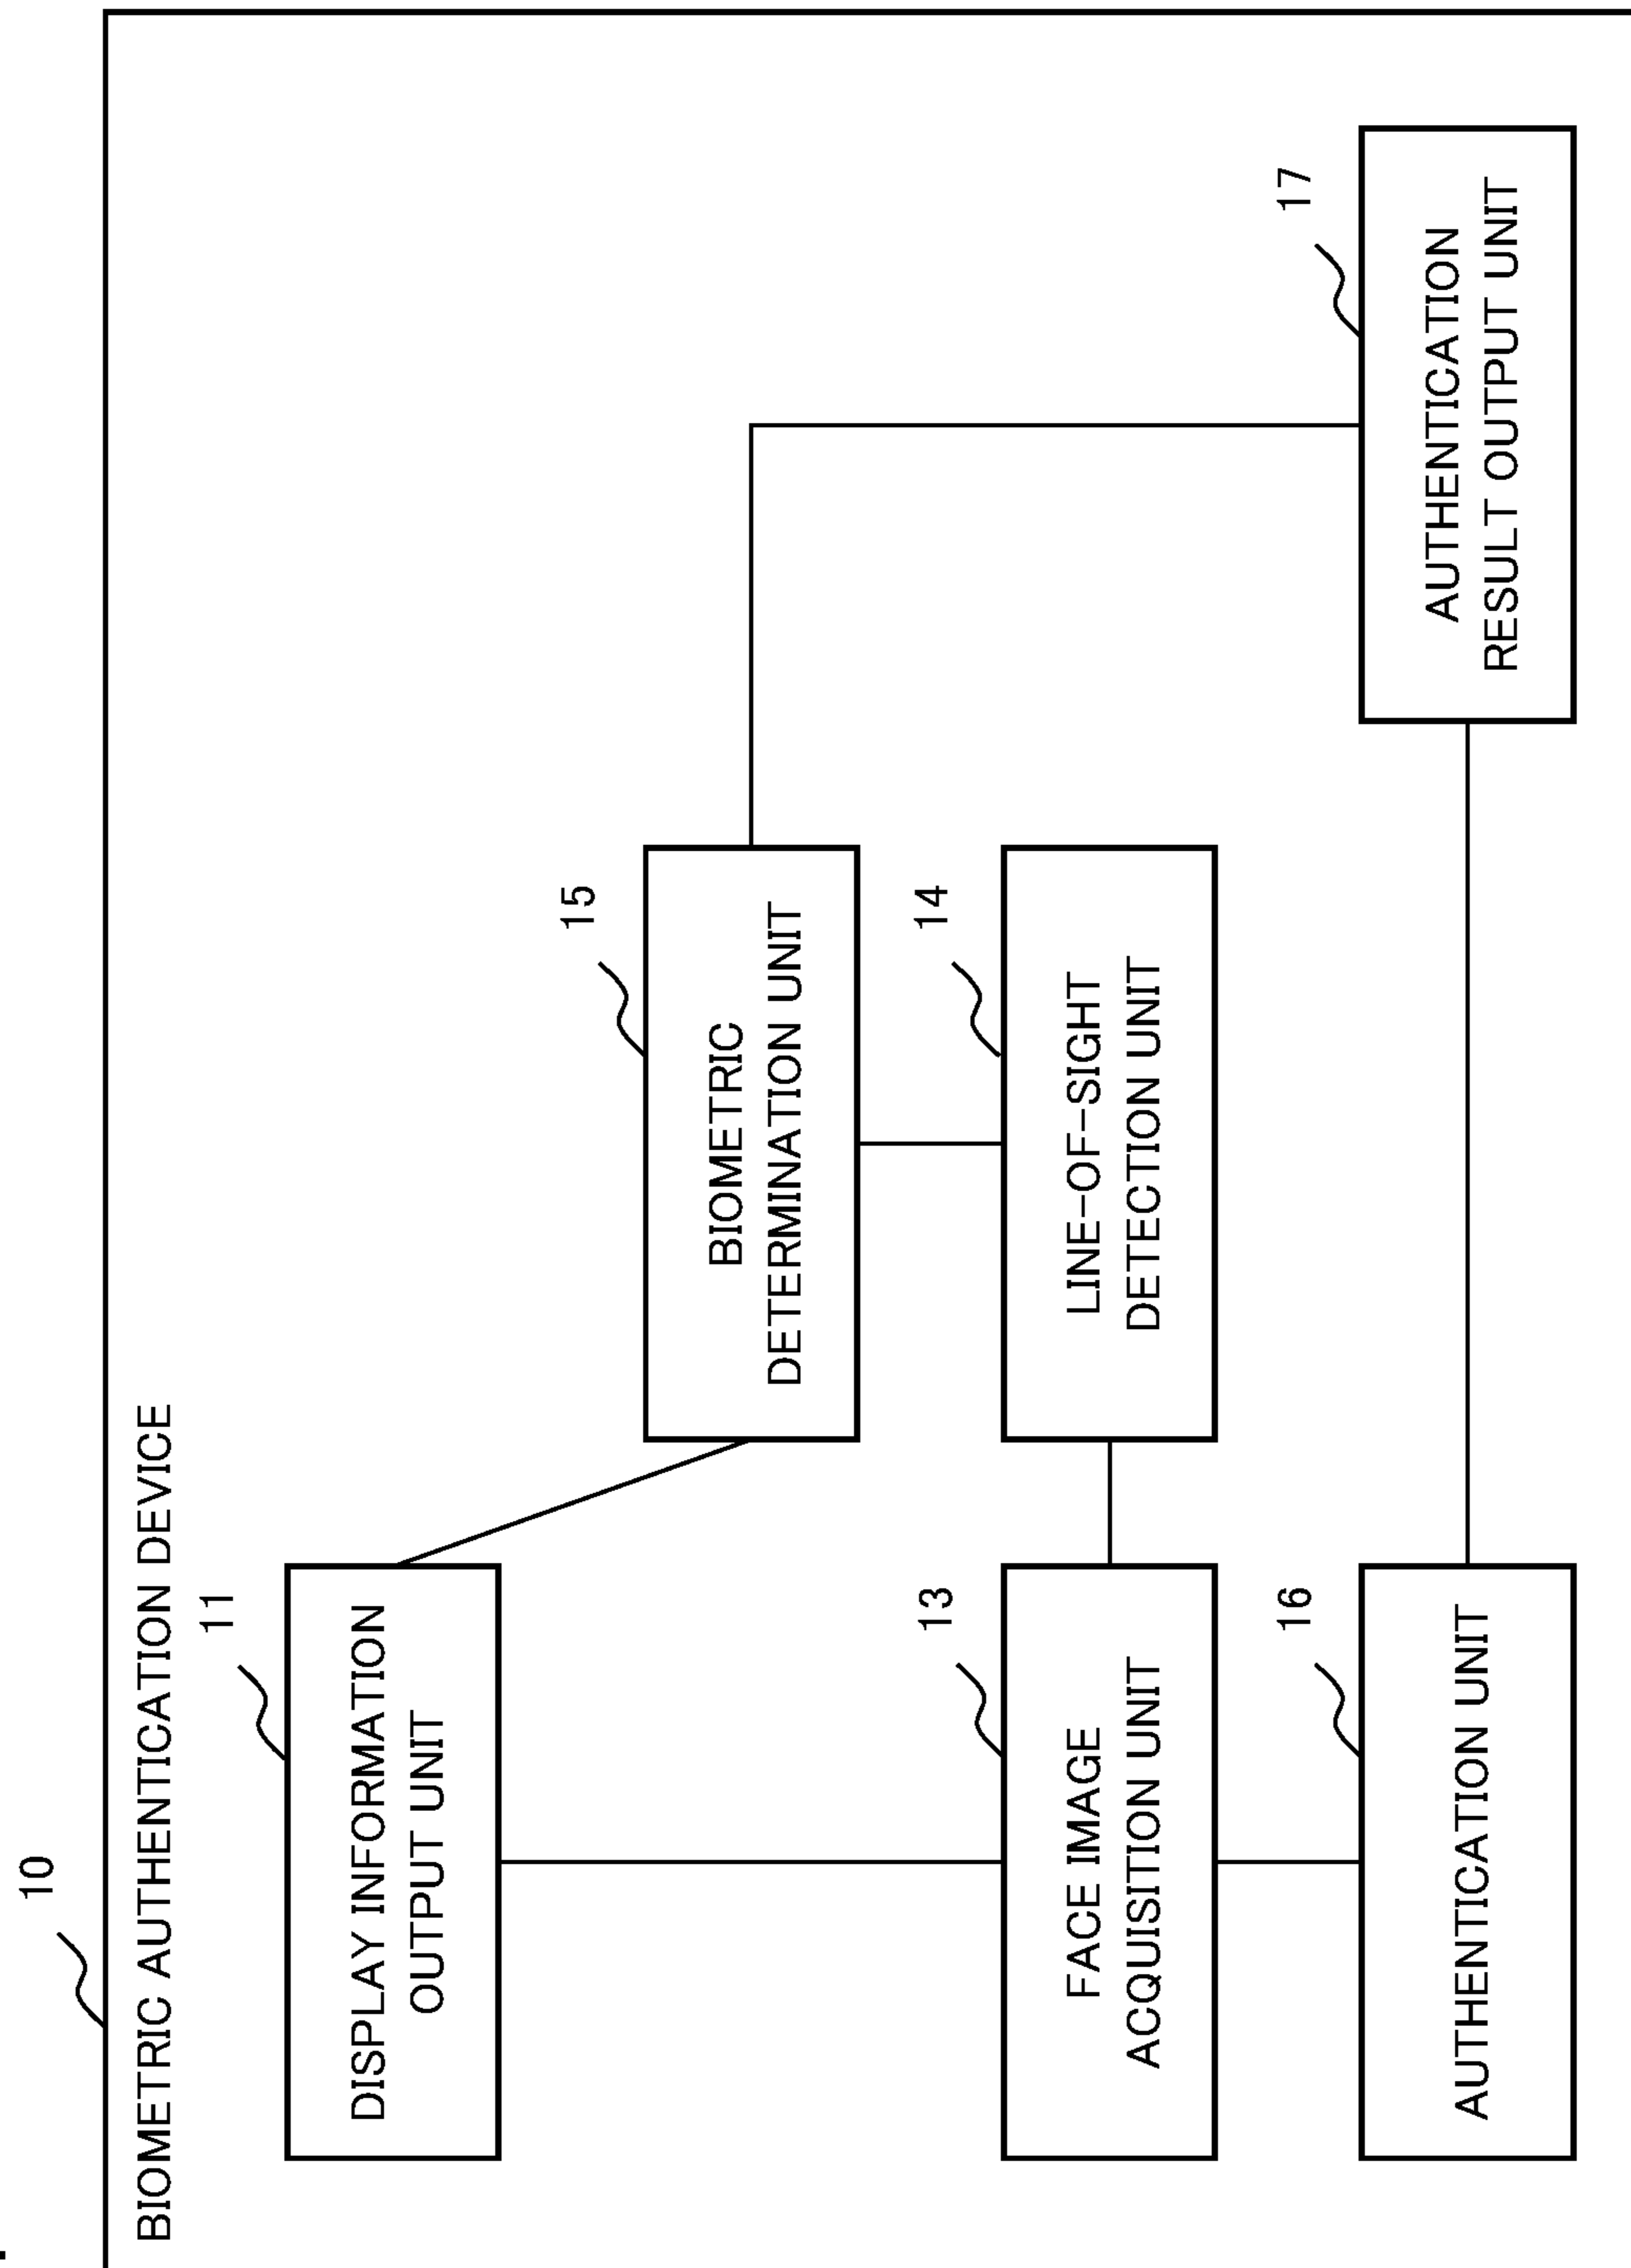 10
BIOMETRIC AUTHENTICATION DEVICE
11
DISPLAY INFORMATION
OUTPUT UNIT
15
BIOMETRIC
DETERMINATION UNIT
13
FACE IMAGE
ACQUISITION UNIT
14
LINE-OF-SIGHT
DETECTION UNIT
16
AUTHENTICATION UNIT
17
AUTHENTICATION
RESULT OUTPUT UNIT